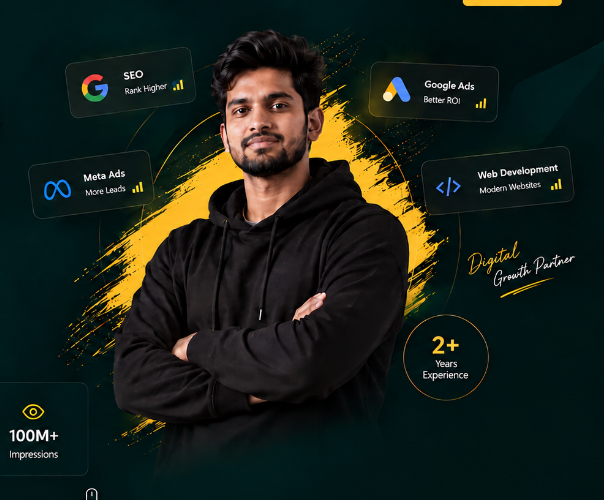 SEO
Rank Higher
Google Ads
Better ROI
Meta Ads
More Leads
Web Development
Modern Websites
Digital
Growth Partner
2+
Years
Experience
100M+
Impressions